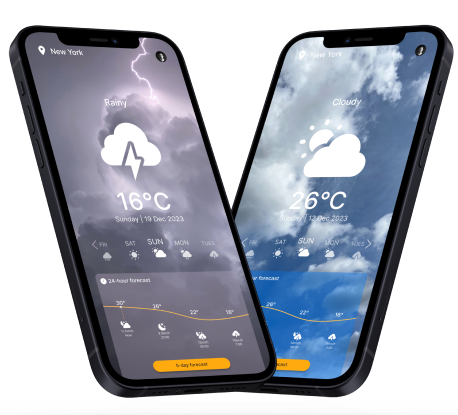 New York
Rainy
16°C
Sunday | 19 Dec 2023
FRI SAT SUN MON TUES
24-hour forecast
30° 26° 22° 18°
5-day forecast
New York
Cloudy
26°C
Sunday | 12 Dec 2023
FRI SAT SUN MON TUES
forecast
26° 22° 18°